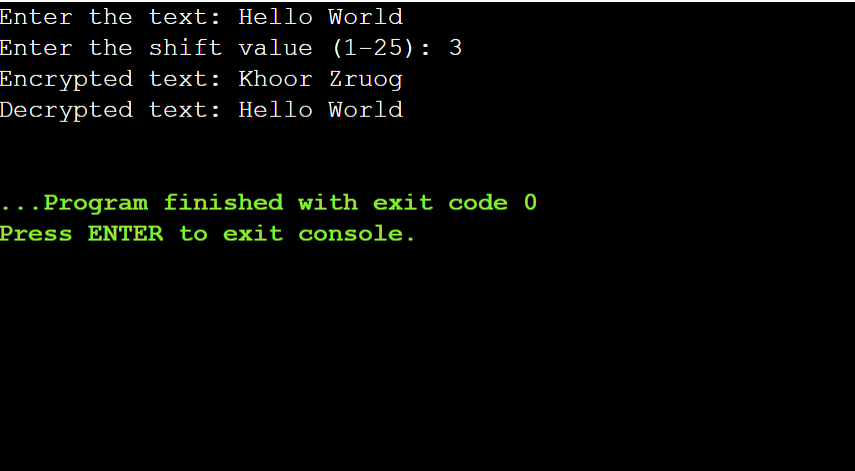 Enter the text: Hello World
Enter the shift value (1-25): 3
Encrypted text: Khoor Zruog
Decrypted text: Hello World
...Program finished with exit code 0
Press ENTER to exit console.